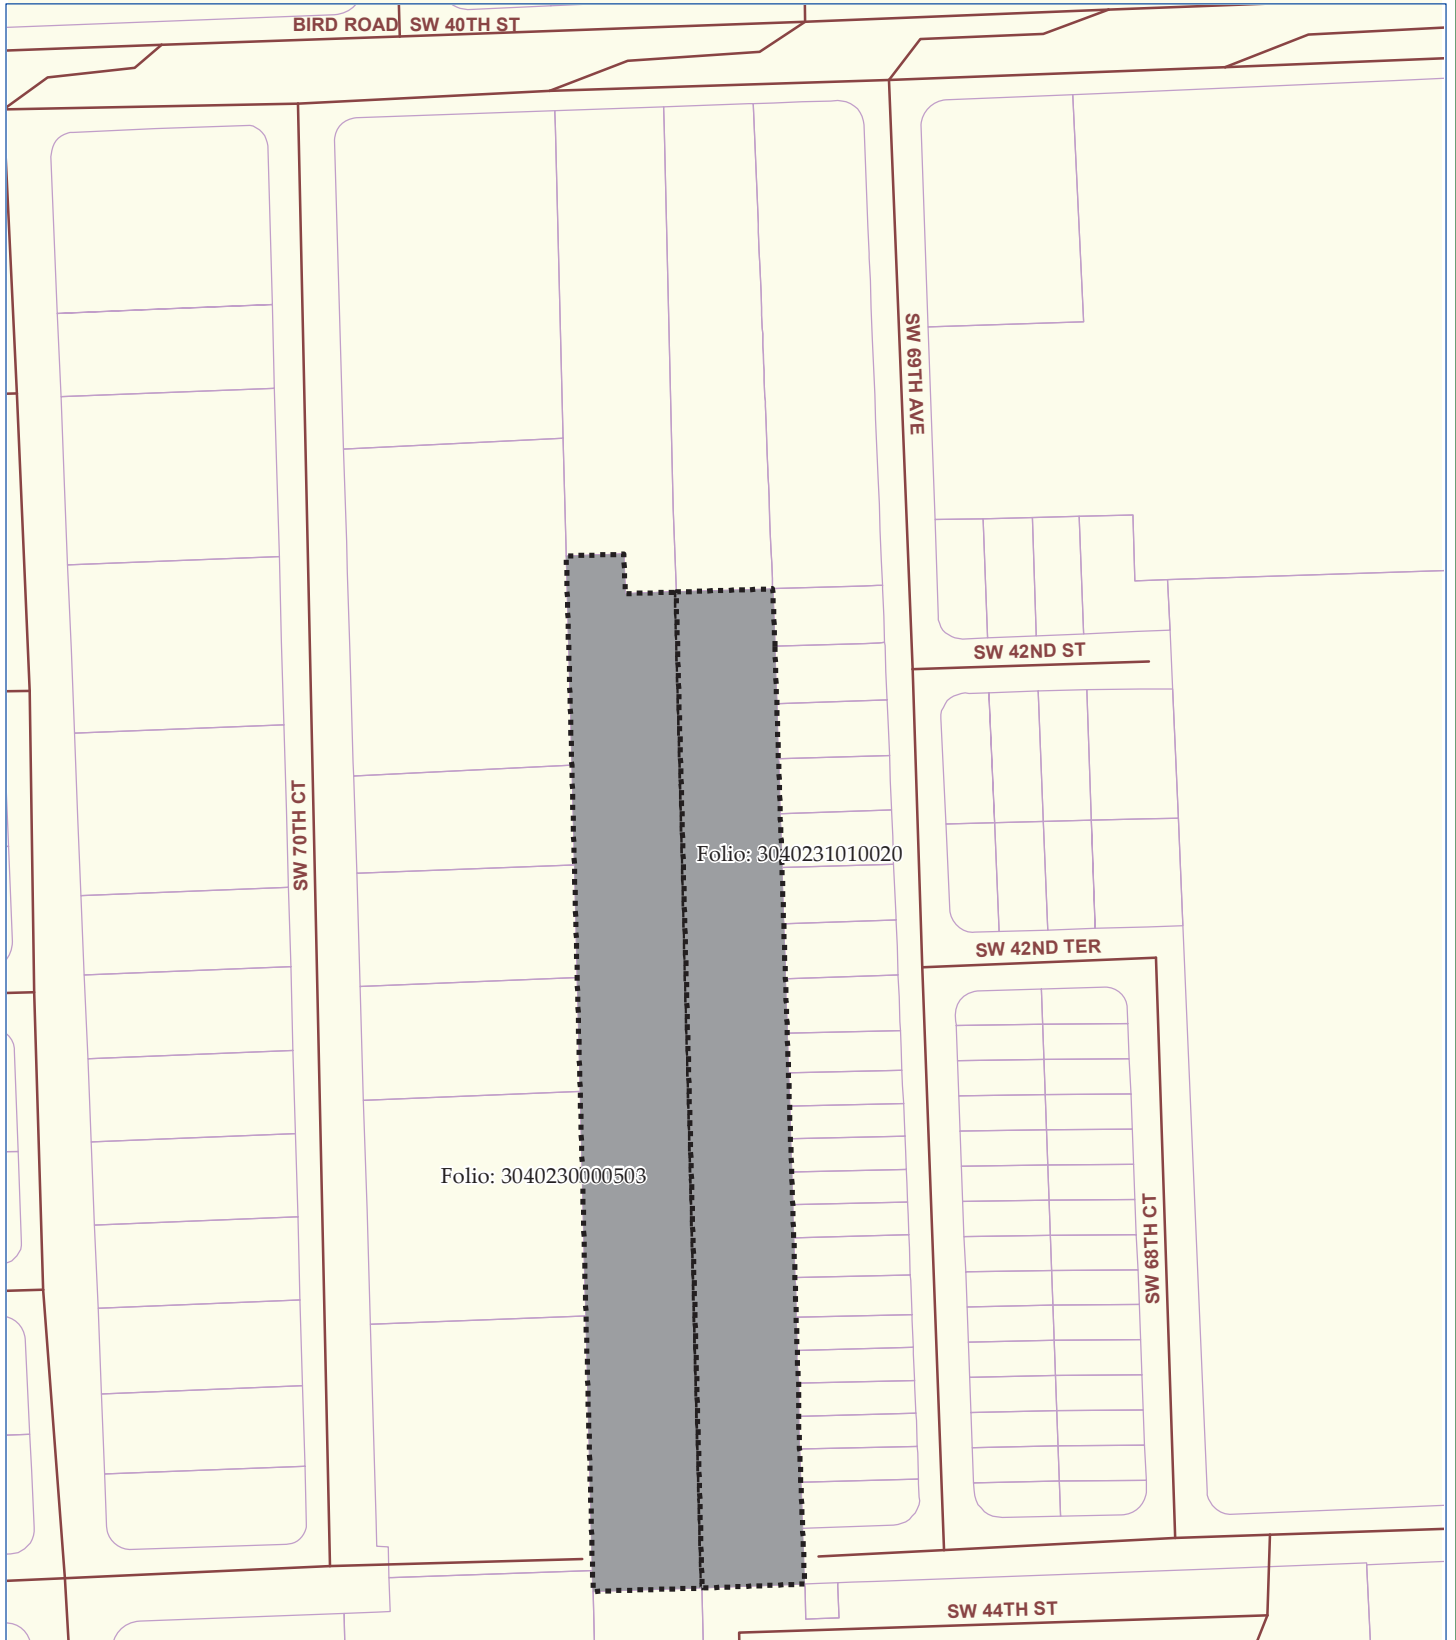 BIRD ROAD SW 40TH ST
SW 69TH AVE
SW 42ND ST
SW 70TH CT
Folio: 3040231010020
SW 42ND TER
Folio: 3040230000503
SW 68TH CT
SW 44TH ST